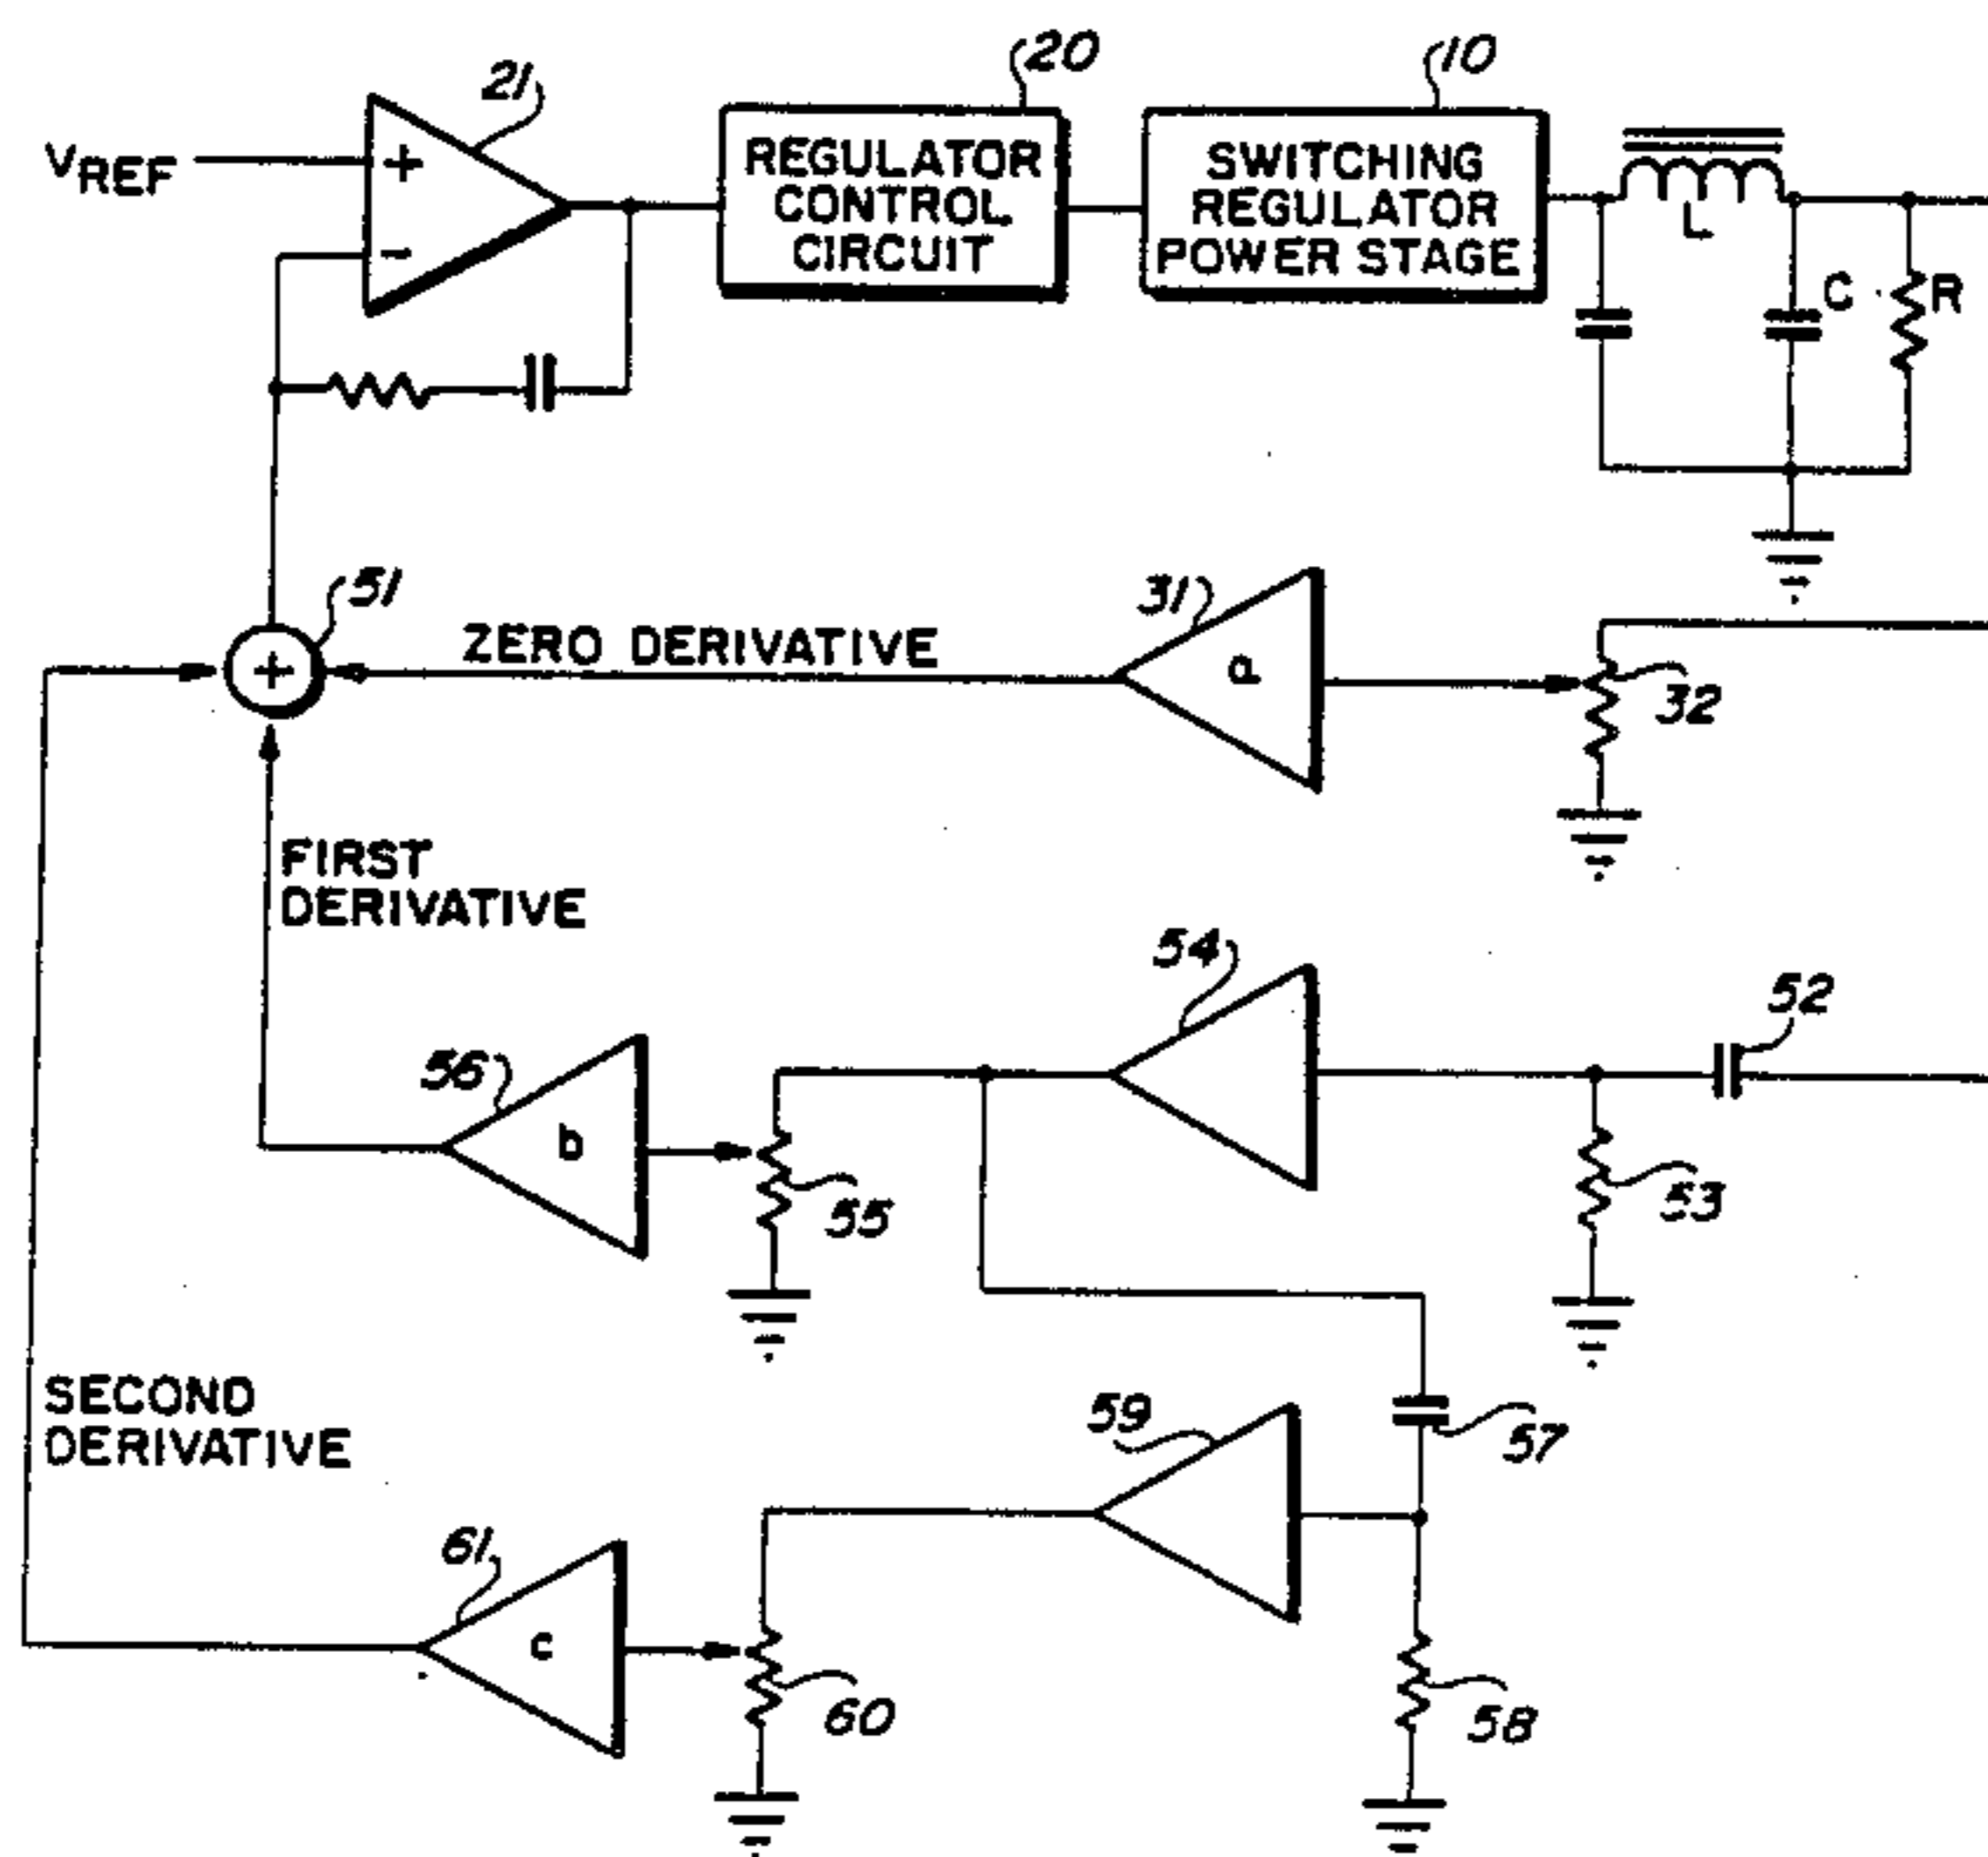 20
10
21
VREF
+
-
REGULATOR
CONTROL
CIRCUIT
SWITCHING
REGULATOR
POWER STAGE
L
C
R
51
+
ZERO DERIVATIVE
31
a
32
FIRST
DERIVATIVE
54
52
56
b
55
53
SECOND
DERIVATIVE
59
57
61
c
60
58